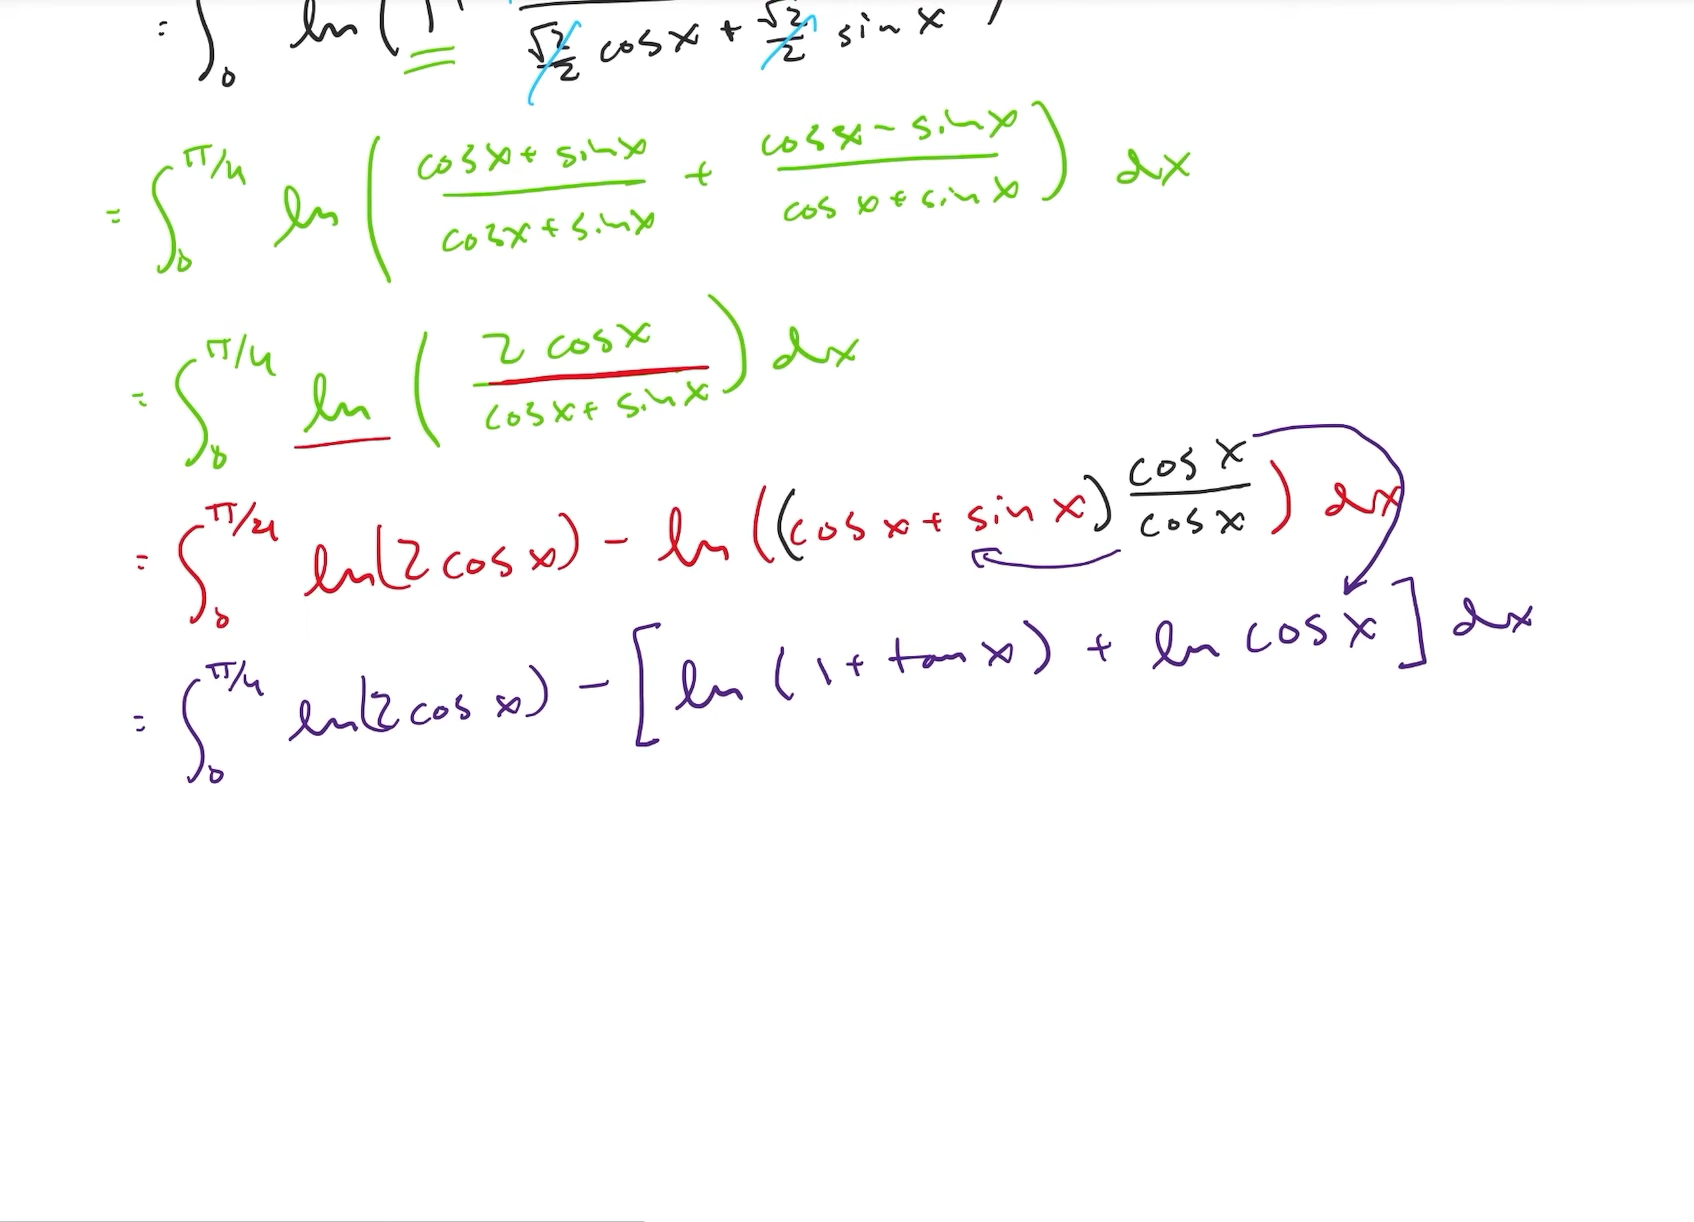 = ∫₀ ln(1 / (√2/2 cos x + √2/2 sin x))
= ∫₀^(π/4) ln( (cos x + sin x)/(cos x + sin x) + (cos x - sin x)/(cos x + sin x) ) dx
= ∫₀^(π/4) ln( (2 cos x)/(cos x + sin x) ) dx
= ∫₀^(π/4) ln(2 cos x) - ln((cos x + sin x) (cos x)/(cos x)) dx
= ∫₀^(π/4) ln(2 cos x) - [ln(1 + tan x) + ln cos x] dx